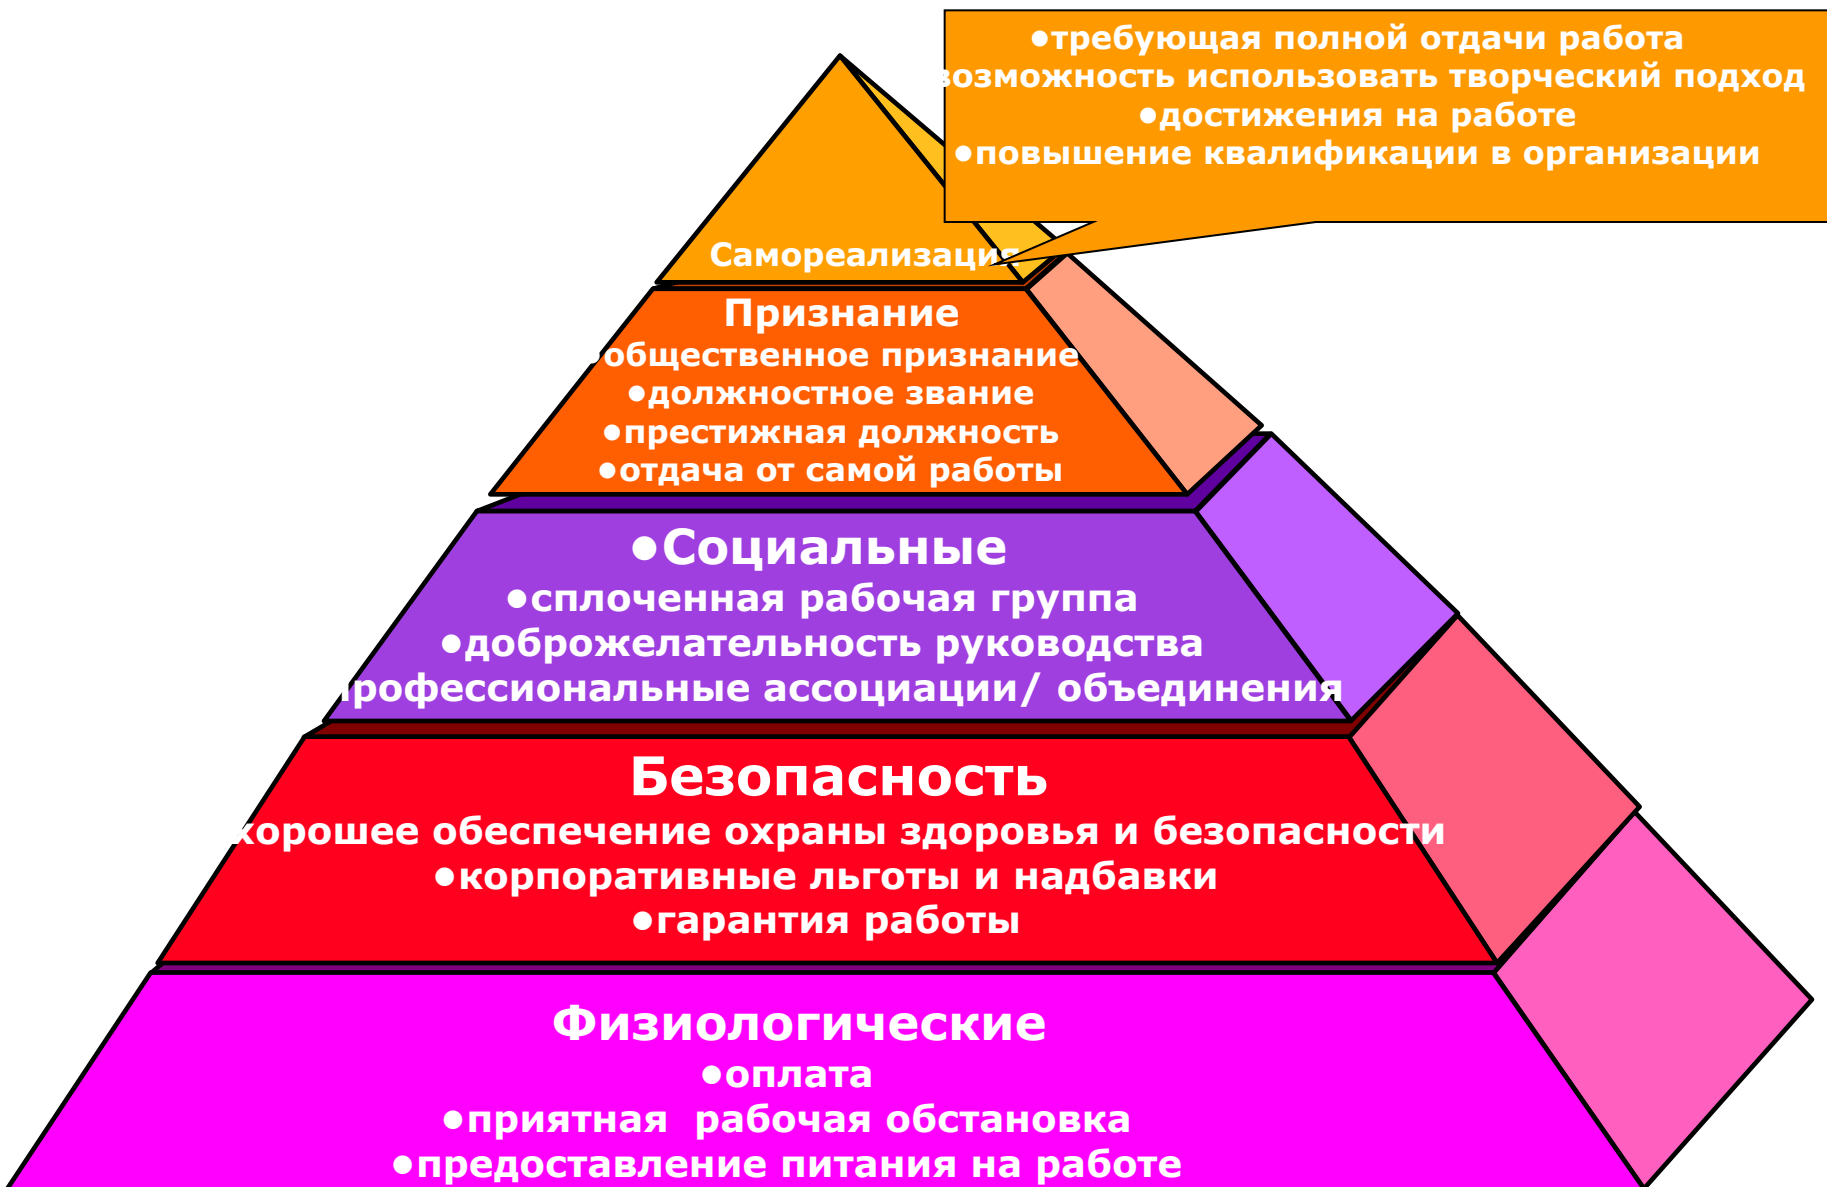 ●требующая полной отдачи работа
возможность использовать творческий подход
●достижения на работе
●повышение квалификации в организации
Самореализация
Признание
●общественное признание
●должностное звание
●престижная должность
●отдача от самой работы
●Социальные
●сплоченная рабочая группа
●доброжелательность руководства
профессиональные ассоциации/ объединения
Безопасность
хорошее обеспечение охраны здоровья и безопасности
●корпоративные льготы и надбавки
●гарантия работы
Физиологические
●оплата
●приятная  рабочая обстановка
●предоставление питания на работе